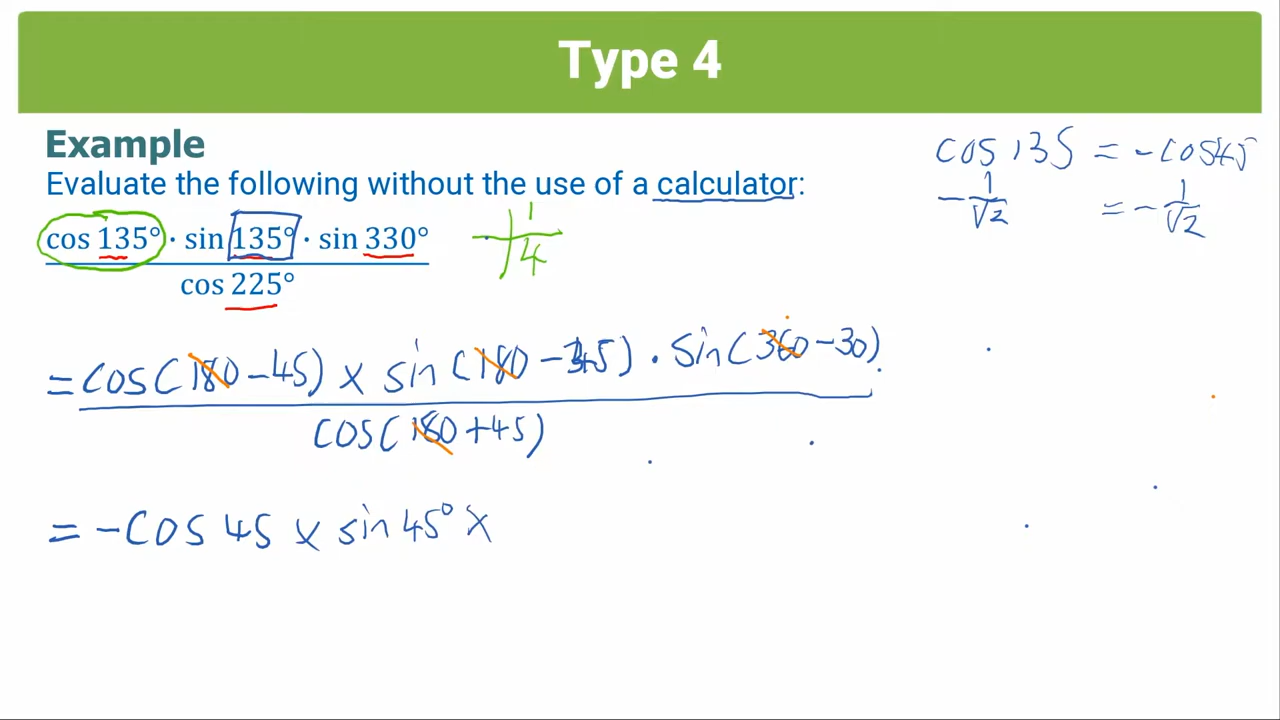 Type 4
Example
Evaluate the following without the use of a calculator:
cos 135° · sin 135° · sin 330°
cos 225°
1
4
cos 135 = -cos45
-1/√2 = -1/√2
= cos(180 - 45) × sin(180 - 45) · sin(360 - 30)
cos(180 + 45)
= -cos 45 × sin 45° ×